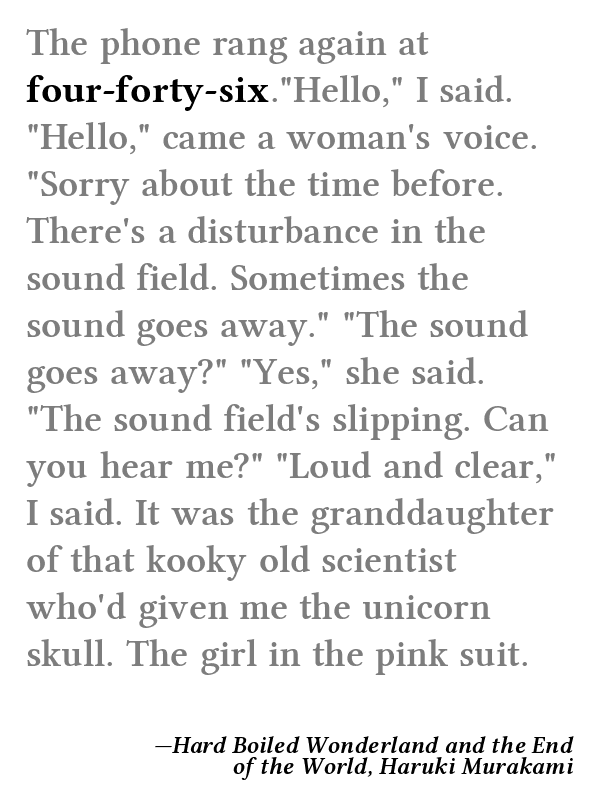 The phone rang again at
four-forty-six."Hello," I said.
"Hello," came a woman's voice.
"Sorry about the time before.
There's a disturbance in the
sound field. Sometimes the
sound goes away." "The sound
goes away?" "Yes," she said.
"The sound field's slipping. Can
you hear me?" "Loud and clear,"
I said. It was the granddaughter
of that kooky old scientist
who'd given me the unicorn
skull. The girl in the pink suit.
—Hard Boiled Wonderland and the End
of the World, Haruki Murakami